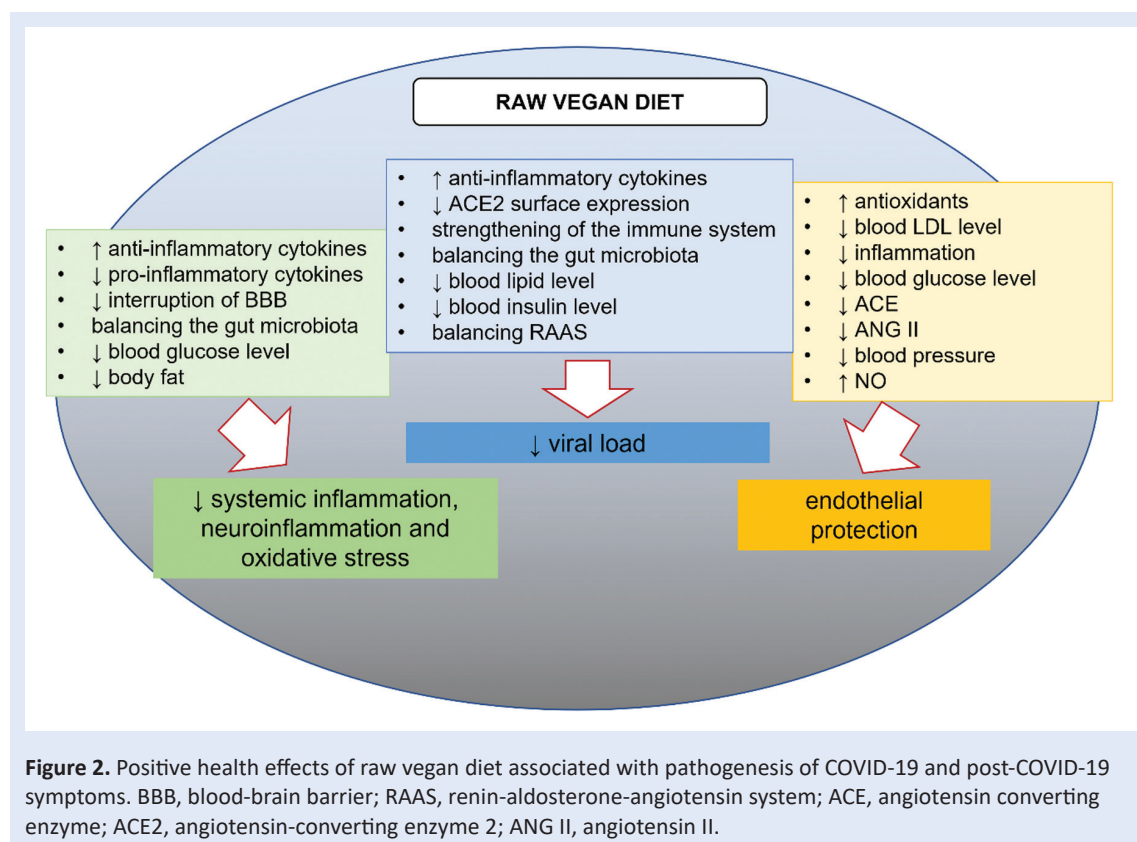 RAW VEGAN DIET
• ↑ anti-inflammatory cytokines
• ↓ pro-inflammatory cytokines
• ↓ interruption of BBB
• balancing the gut microbiota
• ↓ blood glucose level
• ↓ body fat
• ↑ anti-inflammatory cytokines
• ↓ ACE2 surface expression
• strengthening of the immune system
• balancing the gut microbiota
• ↓ blood lipid level
• ↓ blood insulin level
• balancing RAAS
• ↑ antioxidants
• ↓ blood LDL level
• ↓ inflammation
• ↓ blood glucose level
• ↓ ACE
• ↓ ANG II
• ↓ blood pressure
• ↑ NO
↓ systemic inflammation,
neuroinflammation and
oxidative stress
↓ viral load
endothelial
protection
Figure 2. Positive health effects of raw vegan diet associated with pathogenesis of COVID-19 and post-COVID-19
symptoms. BBB, blood-brain barrier; RAAS, renin-aldosterone-angiotensin system; ACE, angiotensin converting
enzyme; ACE2, angiotensin-converting enzyme 2; ANG II, angiotensin II.